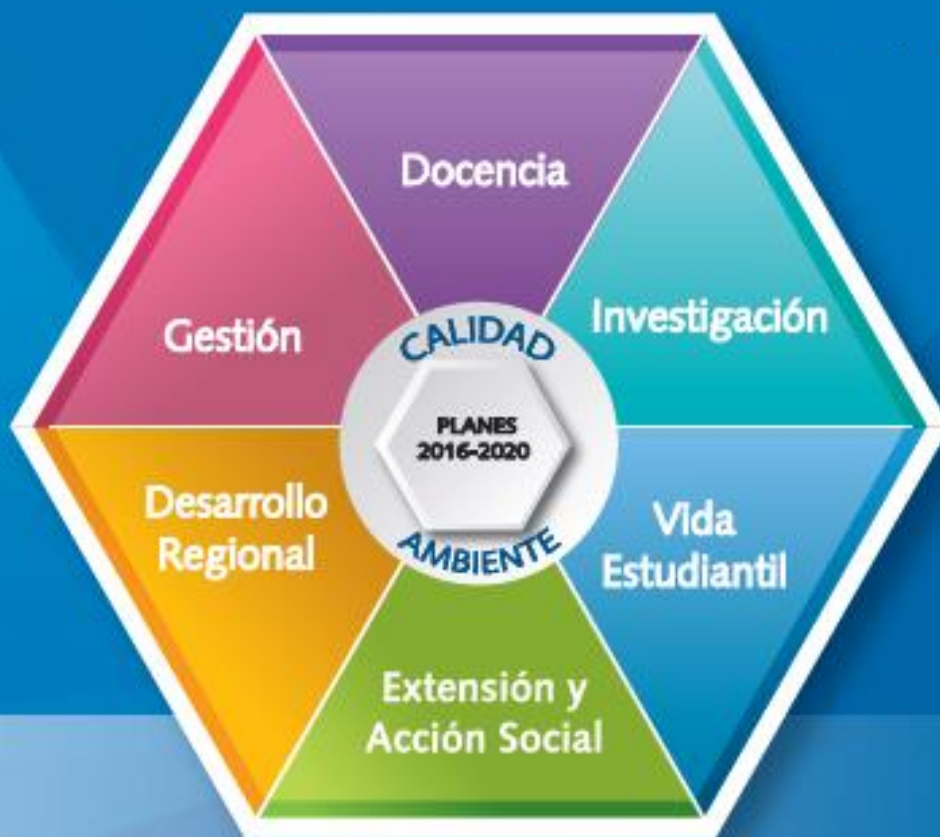 Docencia
Investigación
Gestión
CALIDAD
PLANES
2016-2020
AMBIENTE
Desarrollo
Regional
VIda
Estudiantil
Extensión y
Acción Social